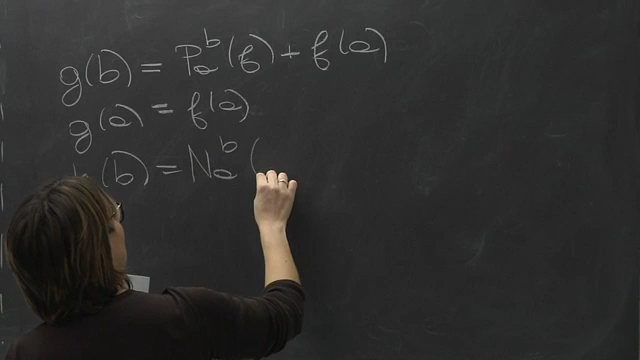 g(b) = P_a^b(f) + f(a)
g(a) = f(a)
(b) = N_a^b (